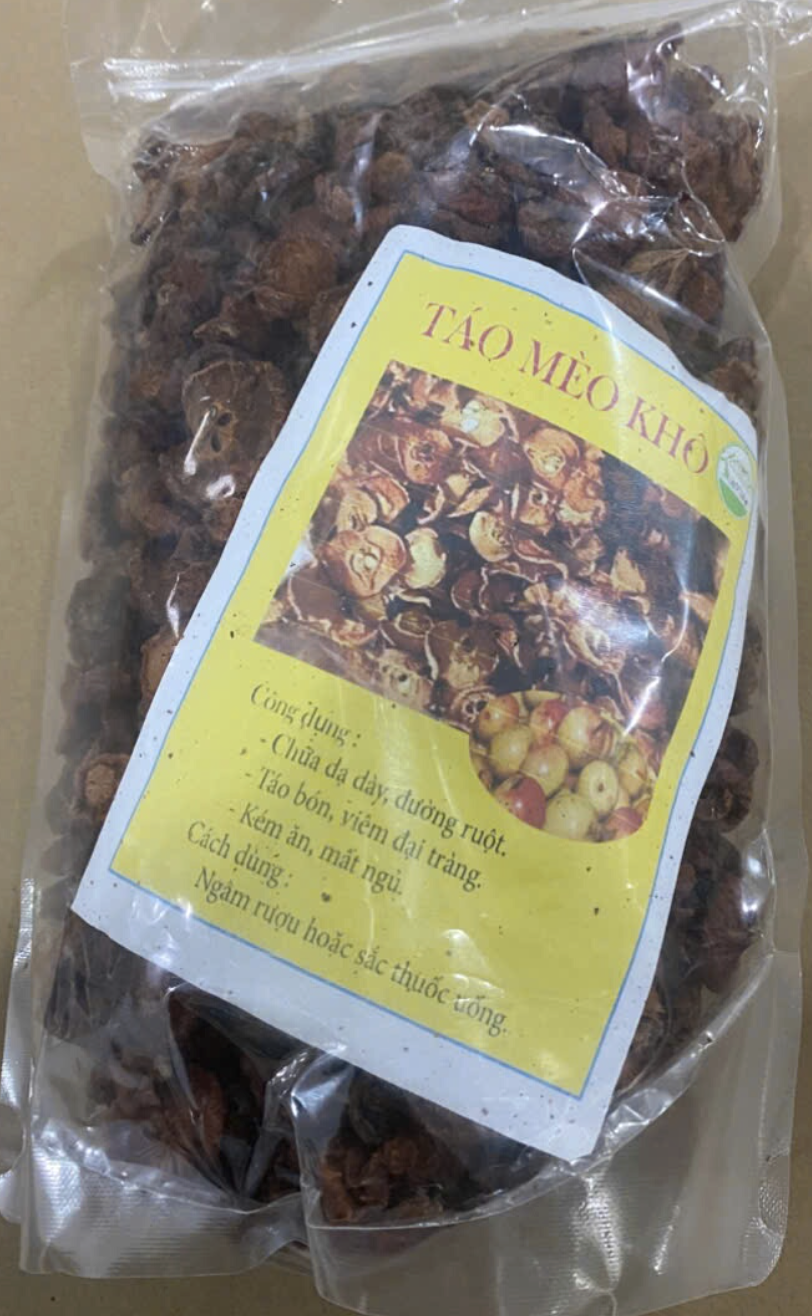 TÁO MÈO KHÔ
Công dụng :
- Chữa dạ dày, đường ruột.
- Táo bón, viêm đại tràng.
- Kém ăn, mất ngủ.
Cách dùng :
Ngâm rượu hoặc sắc thuốc uống.